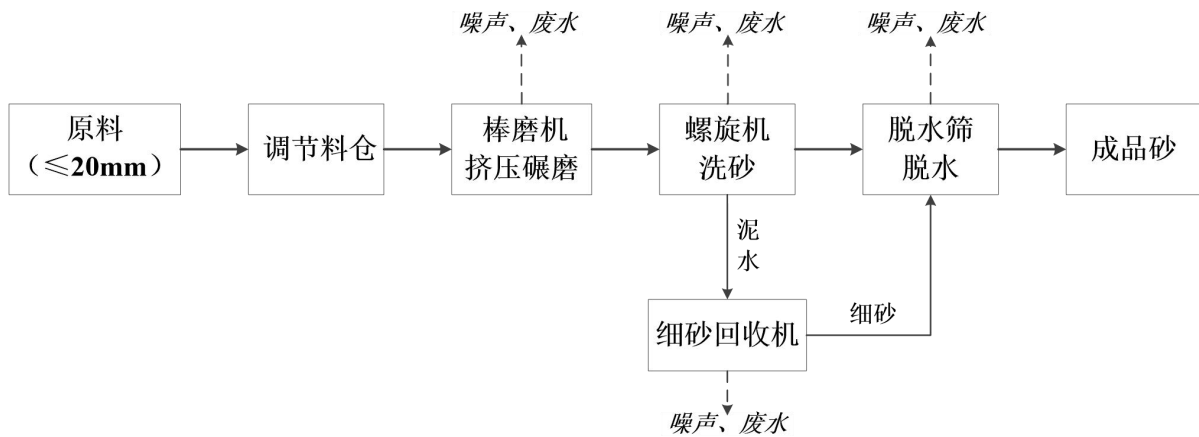 噪声、废水
噪声、废水
噪声、废水
原料
（≤20mm）
调节料仓
棒磨机
挤压碾磨
螺旋机
洗砂
脱水筛
脱水
成品砂
泥
水
细砂回收机
细砂
噪声、废水